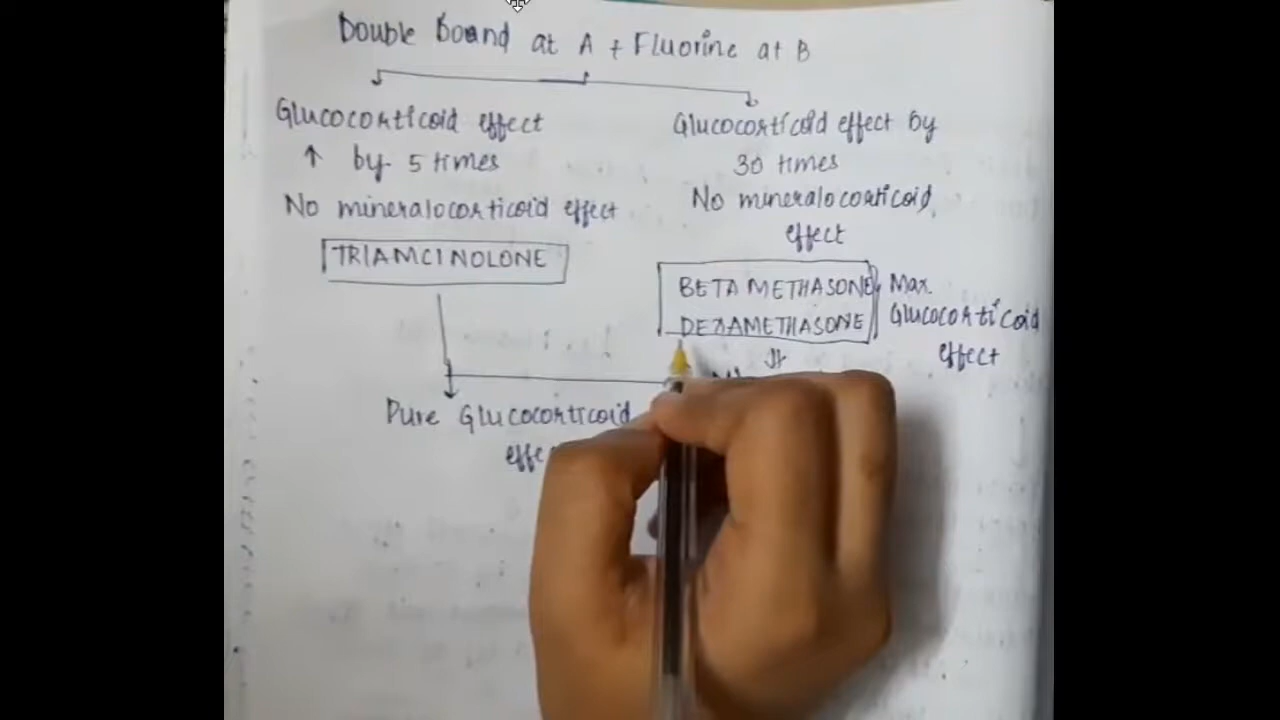 Double Bond at A + Fluorine at B
Glucocorticoid effect
↑ by 5 times
No mineralocorticoid effect
TRIAMCINOLONE
Glucocorticoid effect by
30 times
No mineralocorticoid
effect
BETAMETHASONE
DEXAMETHASONE
Max
Glucocorticoid
effect
Pure Glucocorticoid